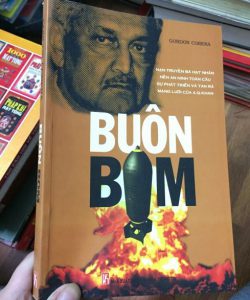 GORDON CORERA
NẠN TRUYỀN BÁ HẠT NHÂN
NỀN AN NINH TOÀN CẦU
SỰ PHÁT TRIỂN VÀ TAN RÃ
MẠNG LƯỚI CỦA A.Q.KHAN
BUÔN
BOM